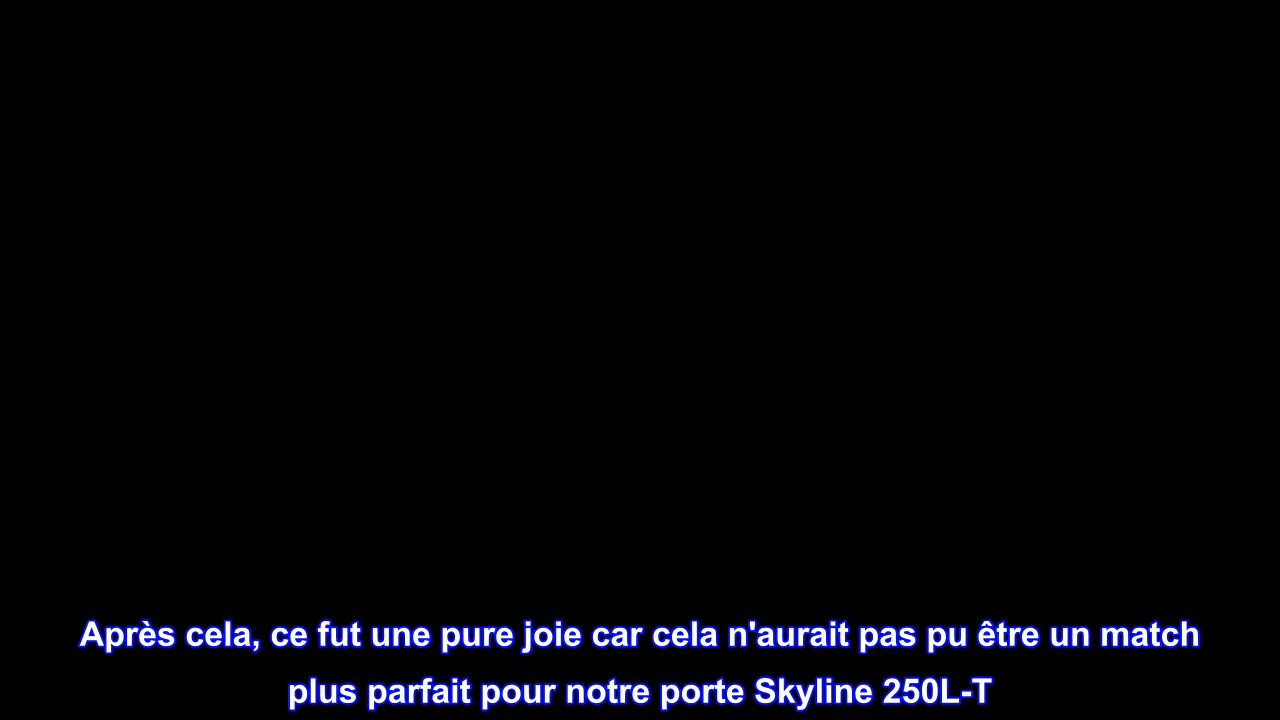 Après cela, ce fut une pure joie car cela n'aurait pas pu être un match
plus parfait pour notre porte Skyline 250L-T